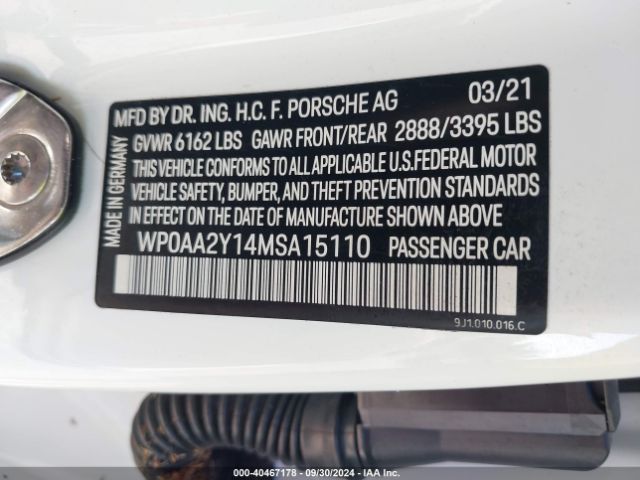 MFD BY DR. ING. H.C. F. PORSCHE AG 03/21
GVWR 6162 LBS GAWR FRONT/REAR 2888/3395 LBS
THIS VEHICLE CONFORMS TO ALL APPLICABLE U.S. FEDERAL MOTOR
VEHICLE SAFETY, BUMPER, AND THEFT PREVENTION STANDARDS
IN EFFECT ON THE DATE OF MANUFACTURE SHOWN ABOVE
WP0AA2Y14MSA15110 PASSENGER CAR
MADE IN GERMANY
9J1.010.016.C
000-40467178 - 09/30/2024 - IAA Inc.